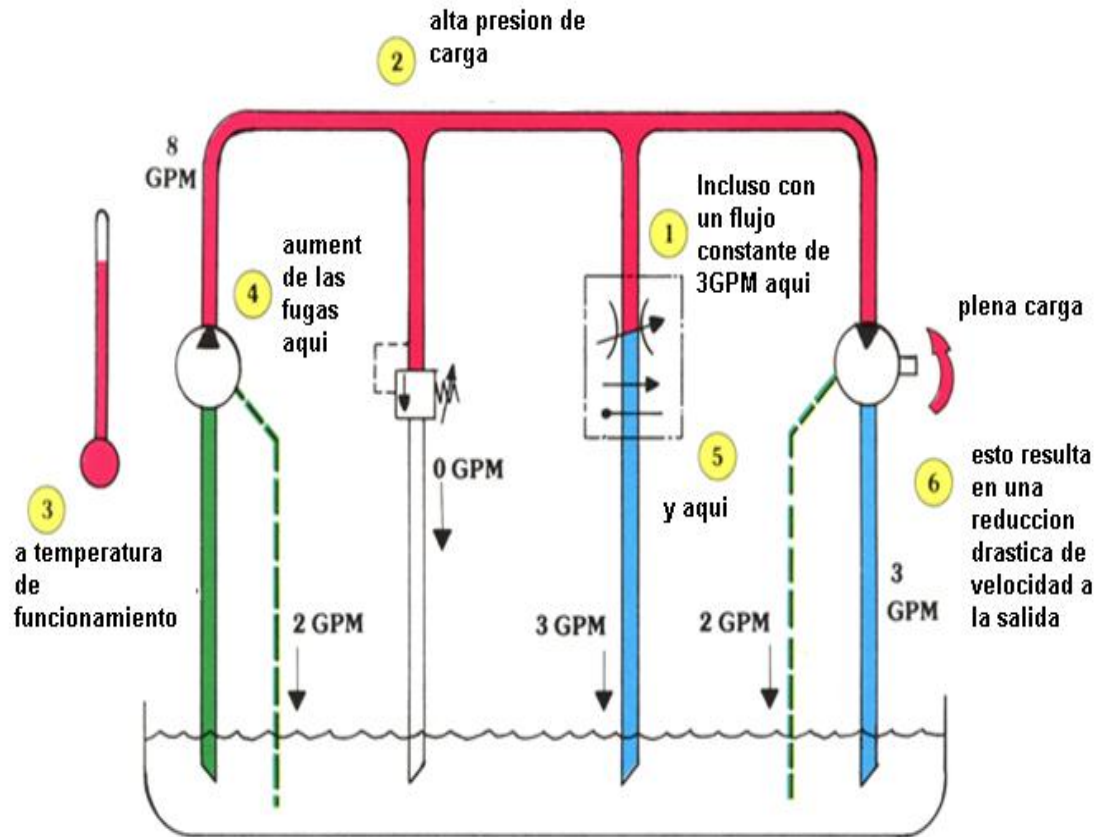 alta presion de
carga
2
8
GPM
1
Incluso con
un flujo
constante de
3GPM aqui
aument
de las
fugas
aqui
4
plena carga
3
a temperatura
de
funcionamiento
0 GPM
5
y aqui
6
esto resulta
en una
reduccion
drastica de
velocidad a
la salida
2 GPM
3 GPM
2 GPM
3
GPM